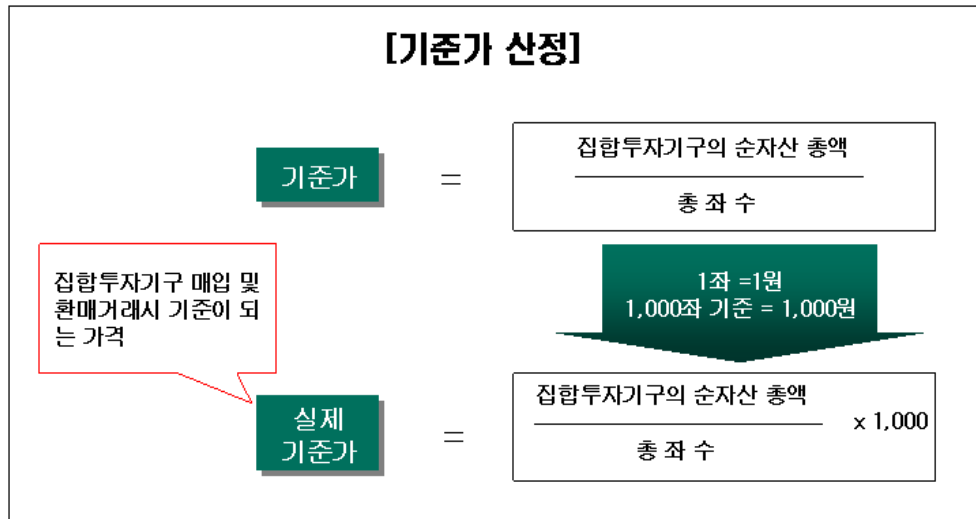 [기준가 산정]
기준가
=
집합투자기구의 순자산 총액
총 좌 수
집합투자기구 매입 및
환매거래시 기준이 되
는 가격
1좌 =1원
1,000좌 기준 = 1,000원
실제
기준가
=
집합투자기구의 순자산 총액
총 좌 수
x 1,000